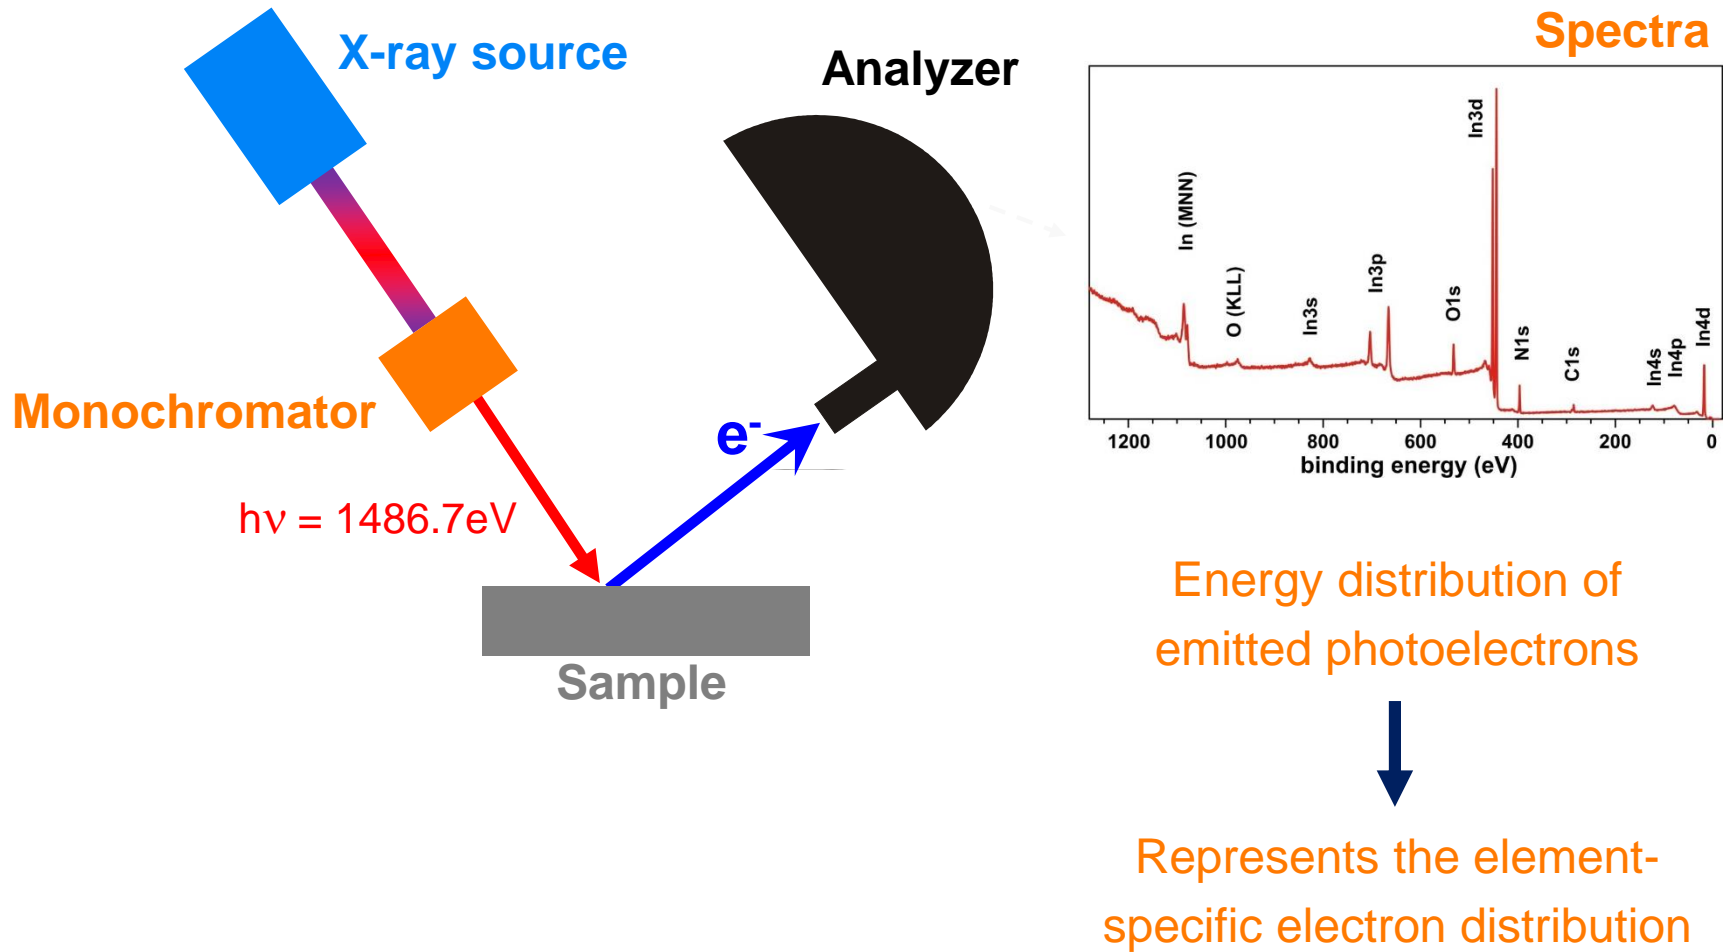 X-ray source
Analyzer
Spectra
Monochromator
e-
hν = 1486.7eV
Sample
In (MNN)
O (KLL)
In3s
In3p
O1s
In3d
N1s
C1s
In4s
In4p
In4d
1200 1000 800 600 400 200 0
binding energy (eV)
Energy distribution of
emitted photoelectrons
Represents the element-
specific electron distribution